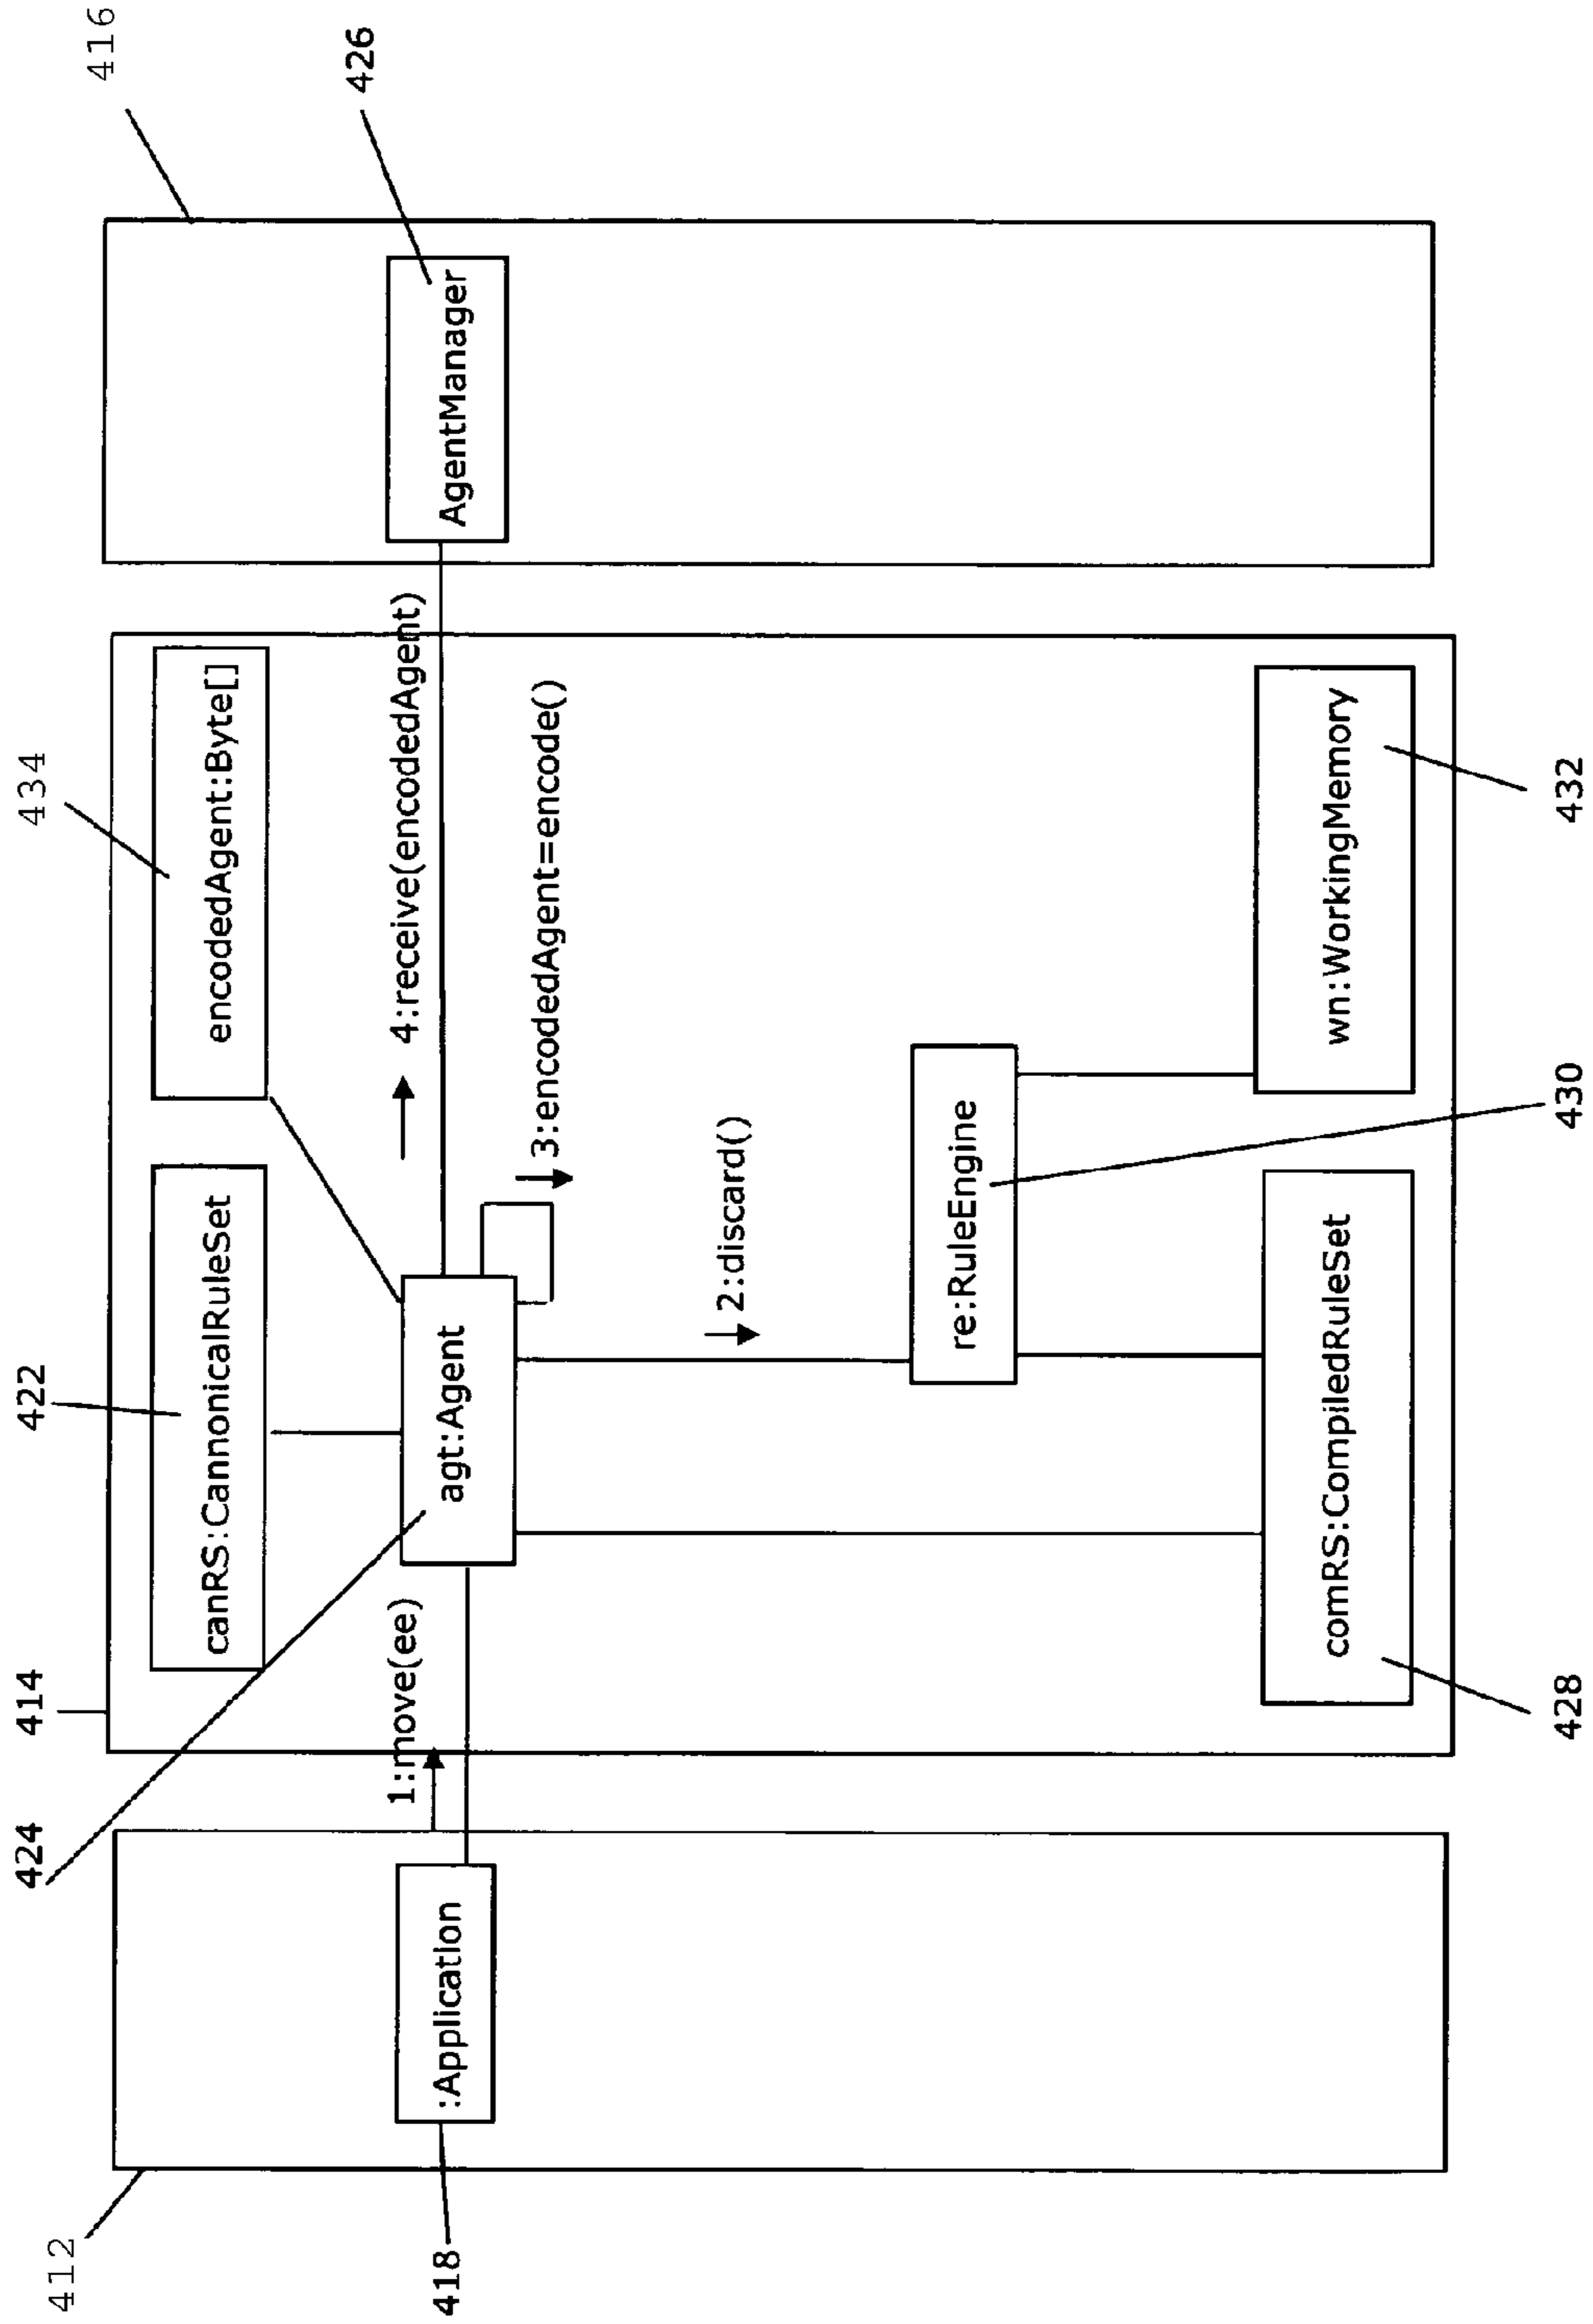 412
418
:Application
424
1:move(ee)
414
422
canRS:CannonicalRuleSet
434
encodedAgent:Byte[]
agt:Agent
4:receive(encodedAgent)
3:encodedAgent=encode()
2:discard()
re:RuleEngine
comRS:CompiledRuleSet
wn:WorkingMemory
428
430
432
416
426
AgentManager